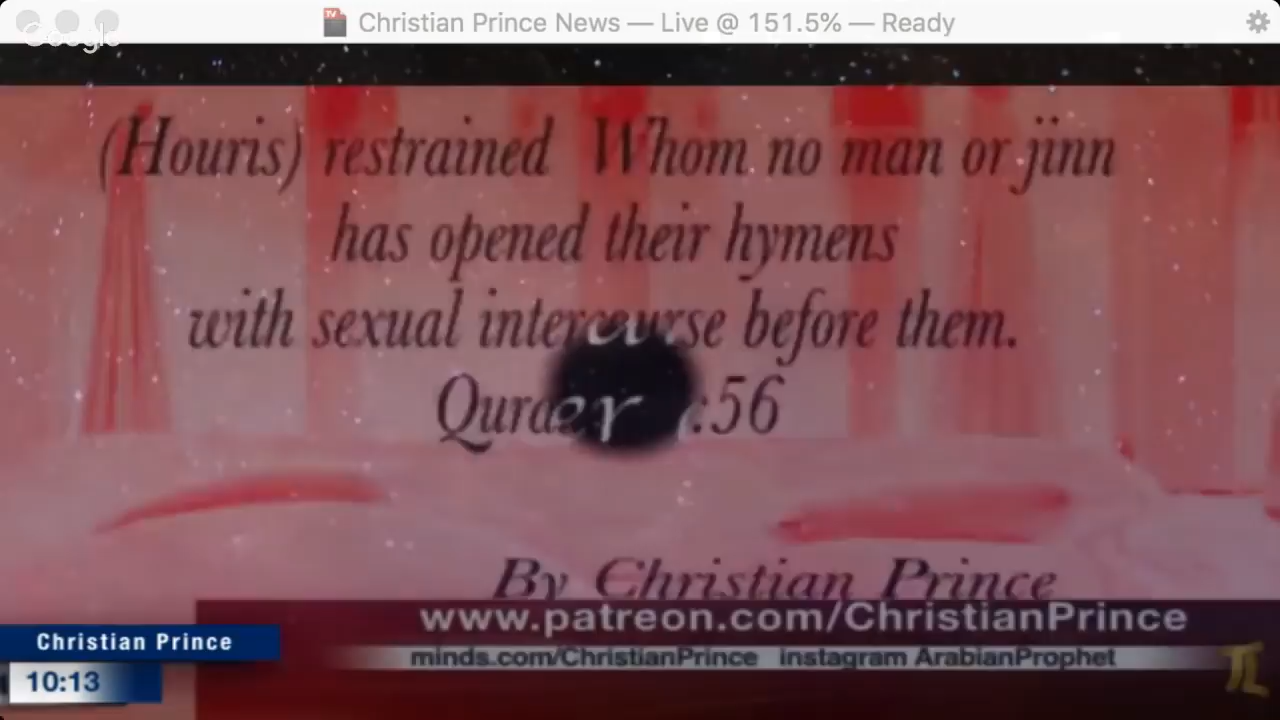 Christian Prince News — Live @ 151.5% — Ready
Google
(Houris) restrained Whom no man or jinn
has opened their hymens
with sexual intercourse before them.
:56
By Christian Prince
www.patreon.com/ChristianPrince
Christian Prince
minds.com/ChristianPrince instagram ArabianProphet
10:13